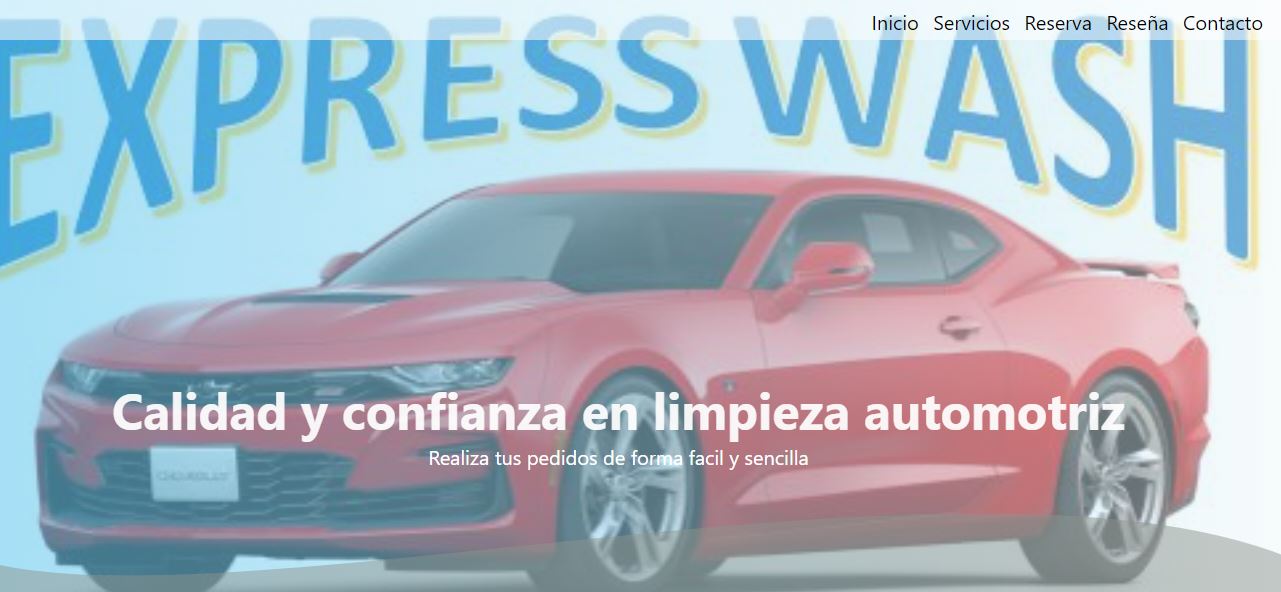 Inicio Servicios Reserva Reseña Contacto
EXPRESS WASH
Calidad y confianza en limpieza automotriz
Realiza tus pedidos de forma facil y sencilla
CHEVROLET